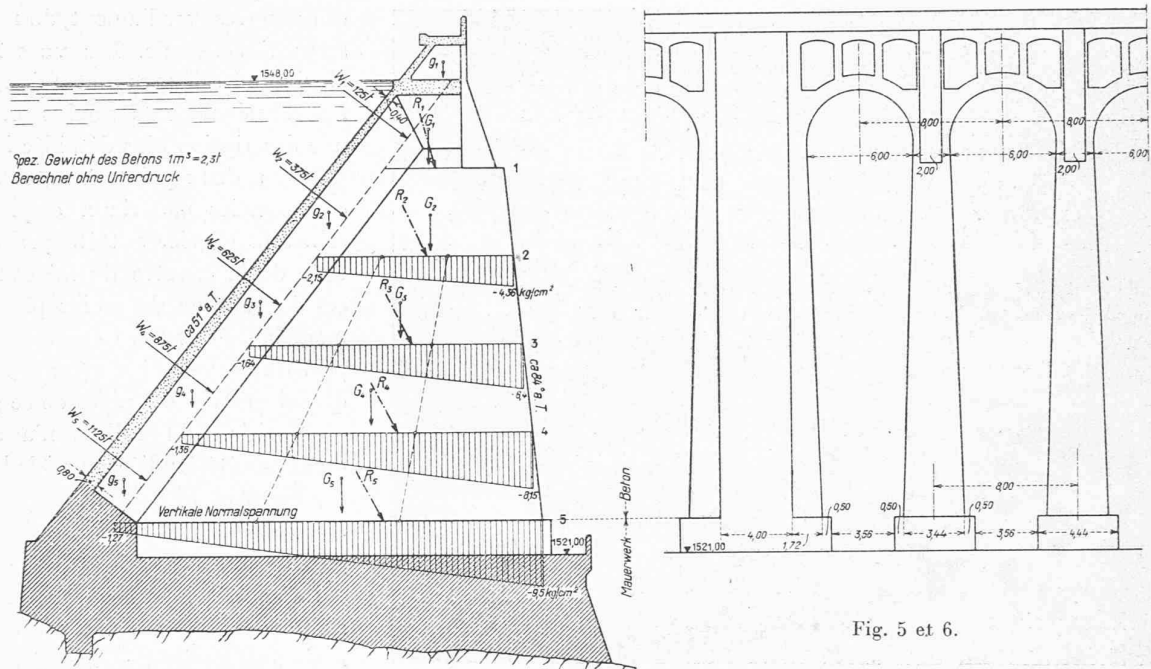 1548,00
Spez. Gewicht des Betons 1m³=2,3t
Berechnet ohne Unterdruck
W₁=125t
W₂=375t
W₃=625t
W₄=875t
W₅=1125t
ca 51° a. T.
0,40
0,80
g₁
g₂
g₃
g₄
g₅
R₁
G₁
R₂
G₂
R₃
G₃
R₄
G₄
R₅
G₅
1
2
-2,15
-4,36 kg/cm²
3
-1,64
-6,4
ca 84° a. T.
4
-1,35
-8,15
Vertikale Normalspannung
5
-1,27
-9,5 kg/cm²
1521,00
Mauerwerk
Beton
8,00
8,00
6,00
6,00
6,00
2,00
2,00
8,00
0,50
0,50
0,50
4,00
1,72
3,56
3,44
3,56
4,44
1521,00
Fig. 5 et 6.